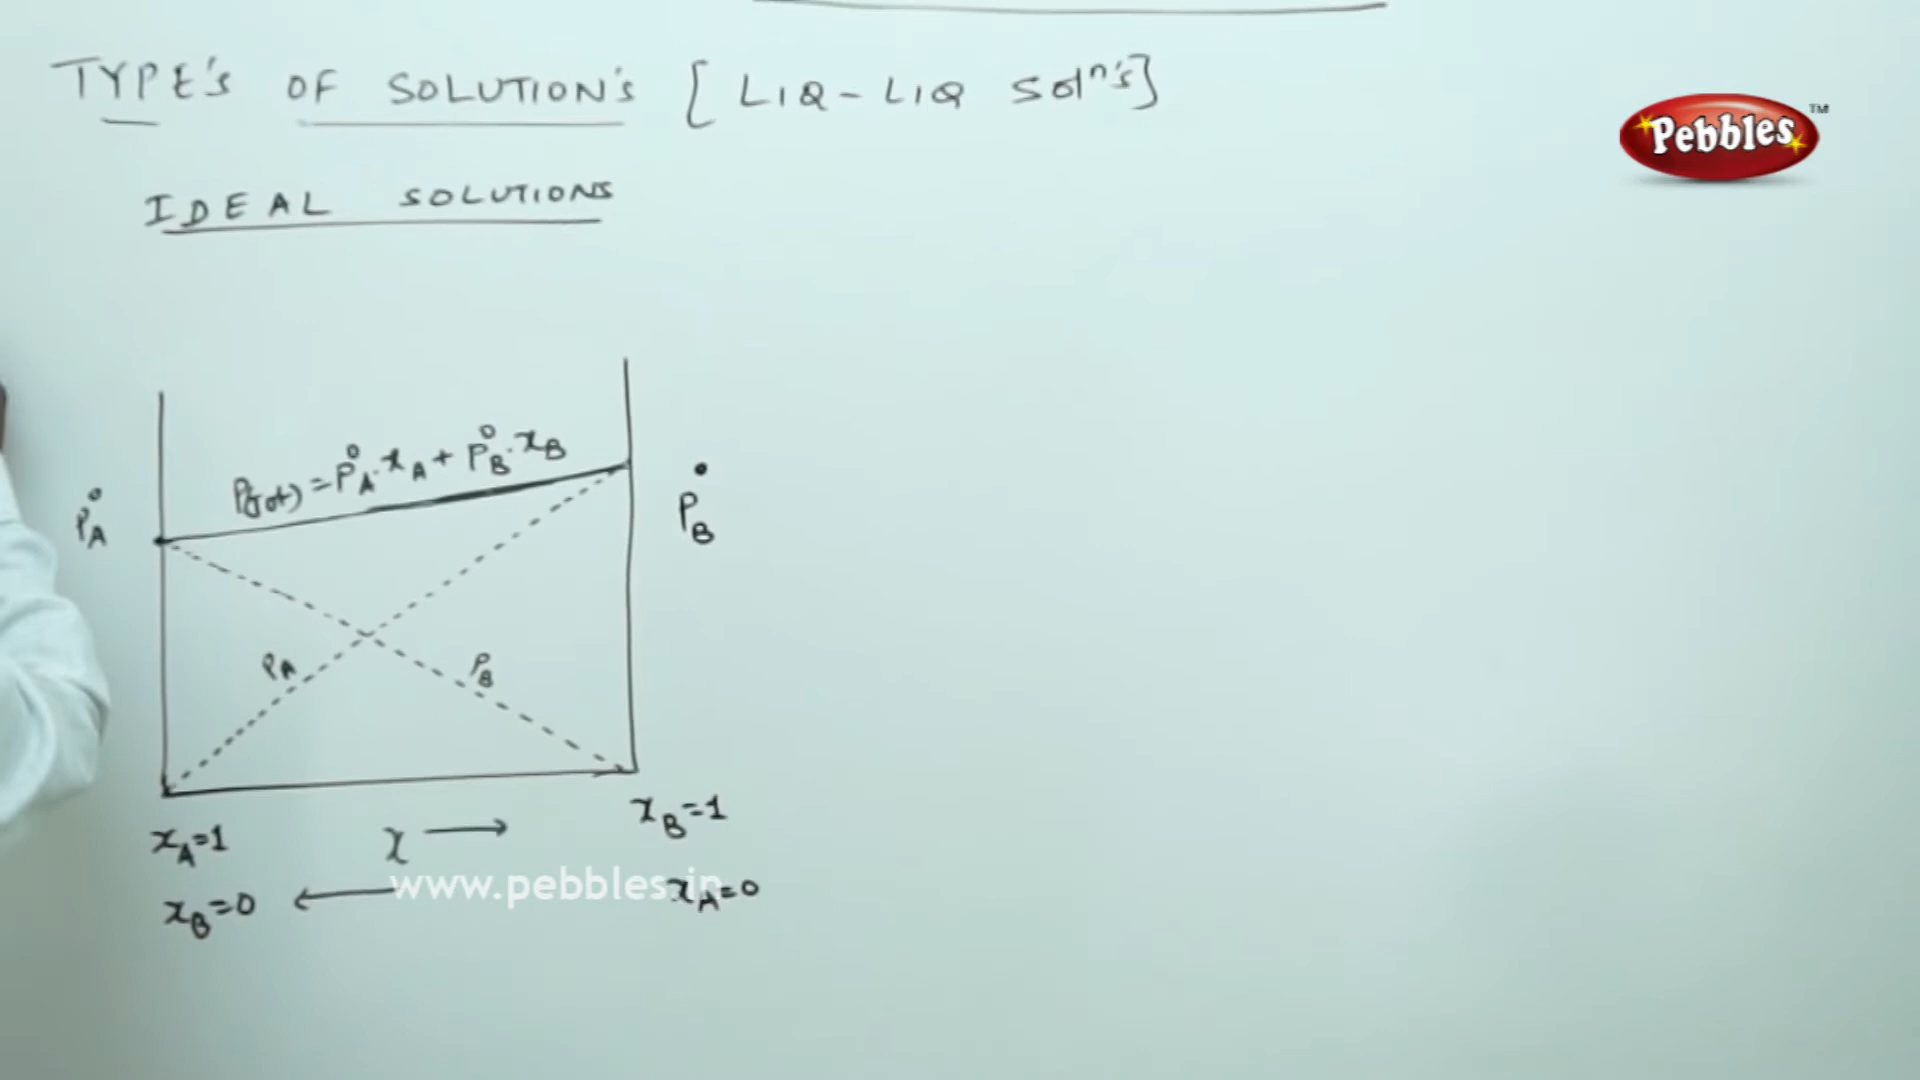 TYPE'S OF SOLUTION'S [ LIQ - LIQ Solⁿ's]
Pebbles TM
IDEAL SOLUTIONS
P(Tot) = P°A . xA + P°B . xB
P°A
P°B
PA
PB
xA=1
x
xB=1
www.pebbles.in
xB=0
xA=0